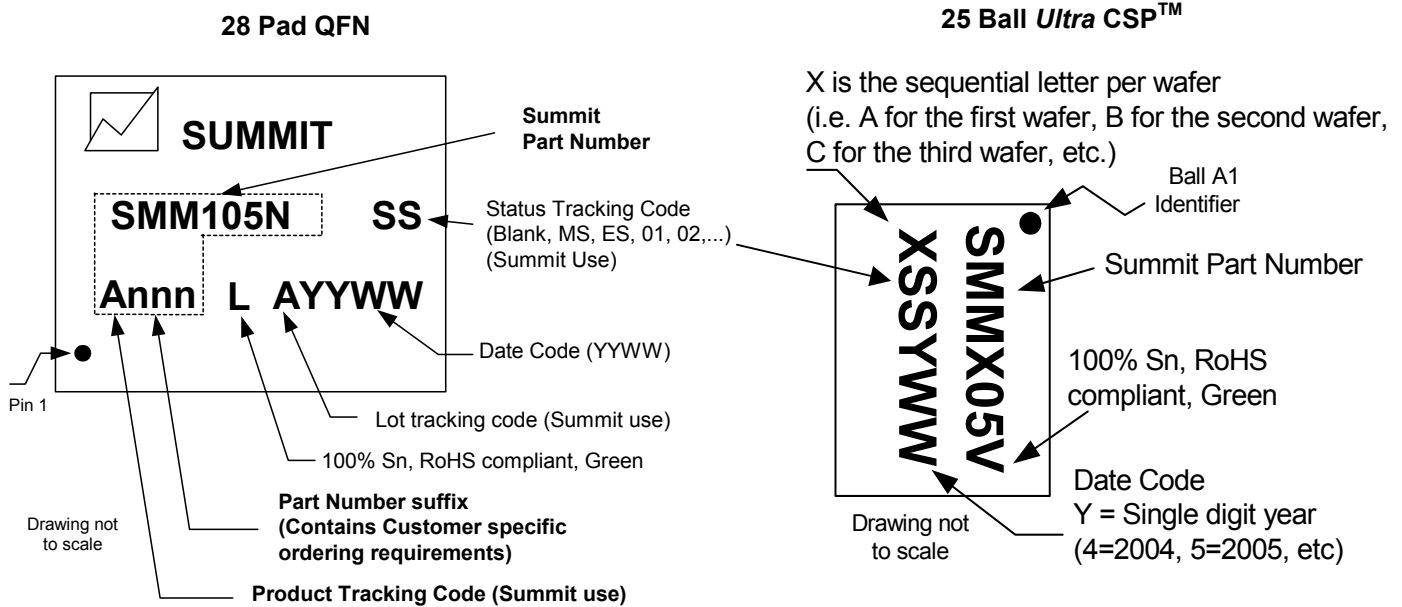 28 Pad QFN
SUMMIT
Summit
Part Number
SMM105N
SS
Status Tracking Code
(Blank, MS, ES, 01, 02,...)
(Summit Use)
Annn
L
AYYWW
Date Code (YYWW)
Pin 1
Lot tracking code (Summit use)
100% Sn, RoHS compliant, Green
Part Number suffix
(Contains Customer specific
ordering requirements)
Drawing not
to scale
Product Tracking Code (Summit use)
25 Ball Ultra CSP™
X is the sequential letter per wafer
(i.e. A for the first wafer, B for the second wafer,
C for the third wafer, etc.)
Ball A1
Identifier
SMMX05V
XSSYWW
Summit Part Number
100% Sn, RoHS
compliant, Green
Date Code
Y = Single digit year
(4=2004, 5=2005, etc)
Drawing not
to scale